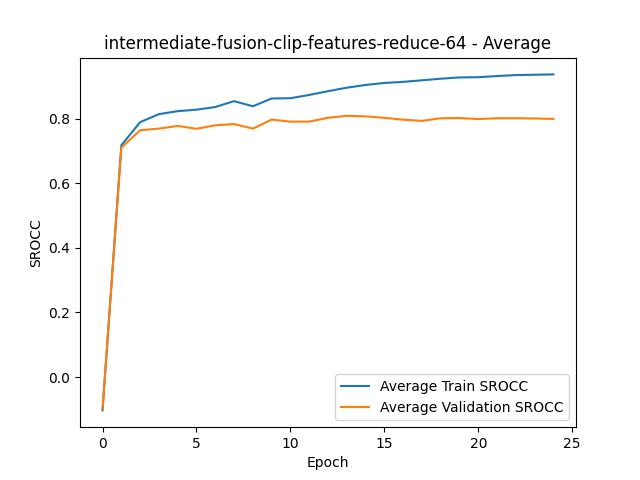 intermediate-fusion-clip-features-reduce-64 - Average
0.8
0.6
0.4
0.2
0.0
SROCC
Average Train SROCC
Average Validation SROCC
0 5 10 15 20 25
Epoch